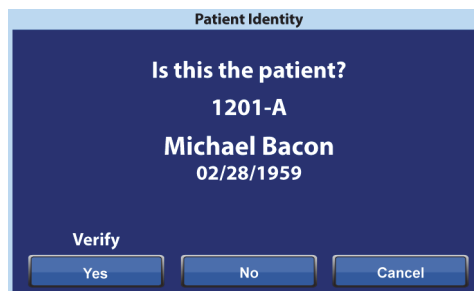 Patient Identity
Is this the patient?
1201-A
Michael Bacon
02/28/1959
Verify
Yes No Cancel